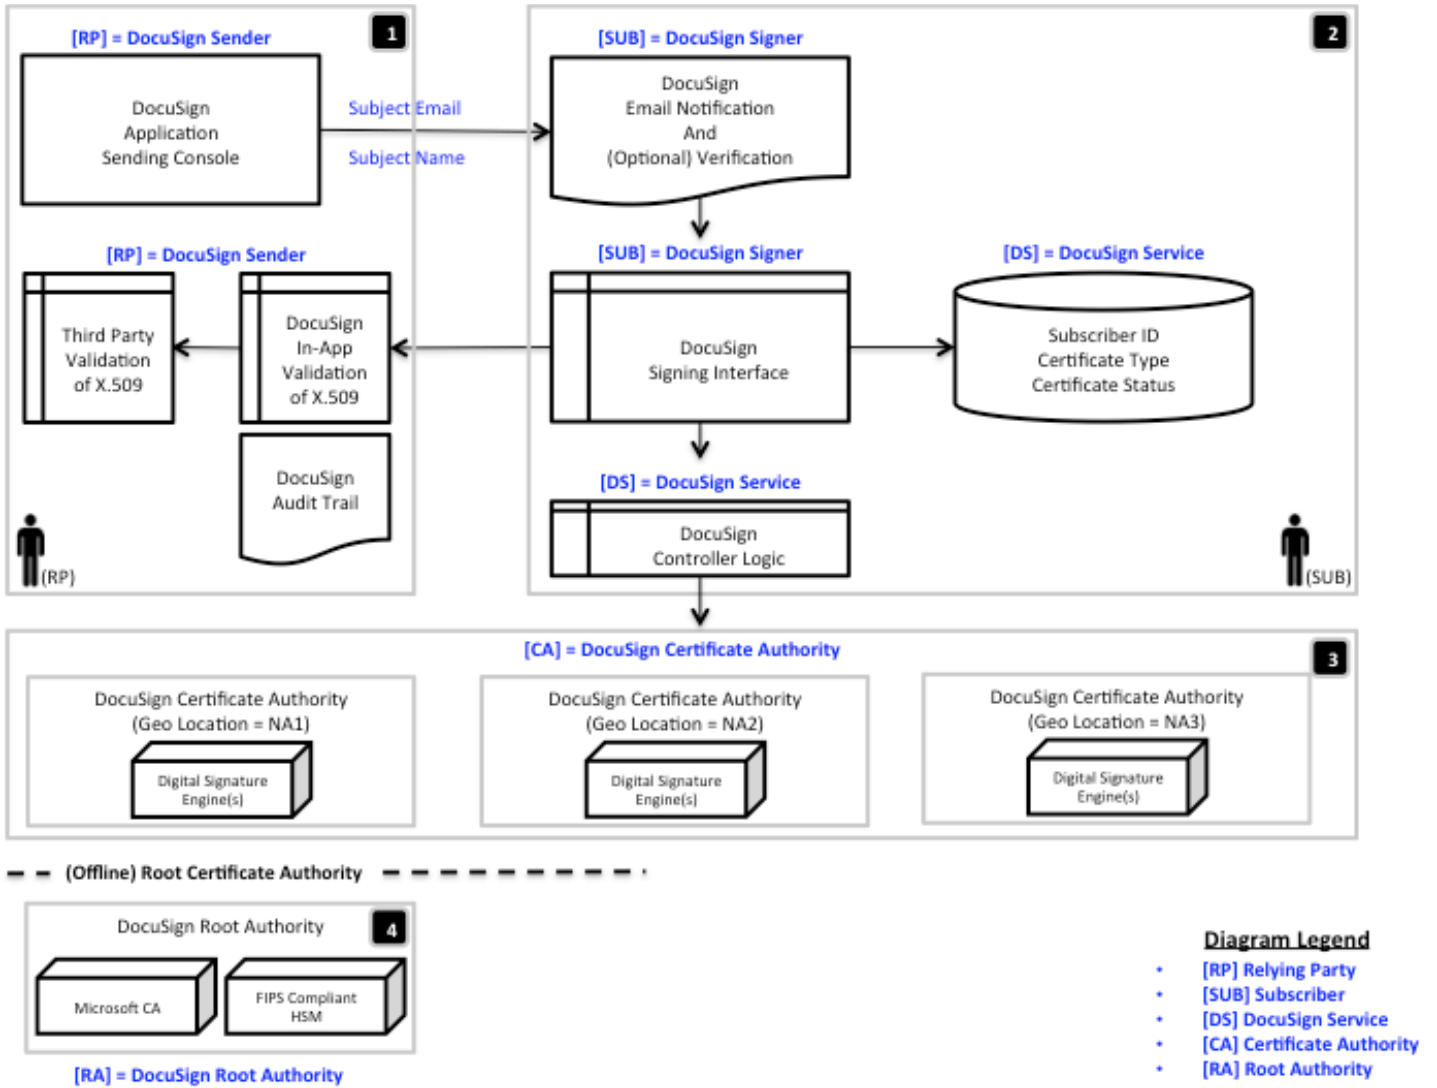 1
[RP] = DocuSign Sender
DocuSign
Application
Sending Console
Subject Email
Subject Name
2
[SUB] = DocuSign Signer
DocuSign
Email Notification
And
(Optional) Verification
[RP] = DocuSign Sender
Third Party
Validation
of X.509
DocuSign
In-App
Validation
of X.509
DocuSign
Audit Trail
(RP)
[SUB] = DocuSign Signer
DocuSign
Signing Interface
[DS] = DocuSign Service
Subscriber ID
Certificate Type
Certificate Status
[DS] = DocuSign Service
DocuSign
Controller Logic
(SUB)
[CA] = DocuSign Certificate Authority
3
DocuSign Certificate Authority
(Geo Location = NA1)
Digital Signature
Engine(s)
DocuSign Certificate Authority
(Geo Location = NA2)
Digital Signature
Engine(s)
DocuSign Certificate Authority
(Geo Location = NA3)
Digital Signature
Engine(s)
(Offline) Root Certificate Authority
DocuSign Root Authority
4
Microsoft CA
FIPS Compliant
HSM
[RA] = DocuSign Root Authority
Diagram Legend
• [RP] Relying Party
• [SUB] Subscriber
• [DS] DocuSign Service
• [CA] Certificate Authority
• [RA] Root Authority